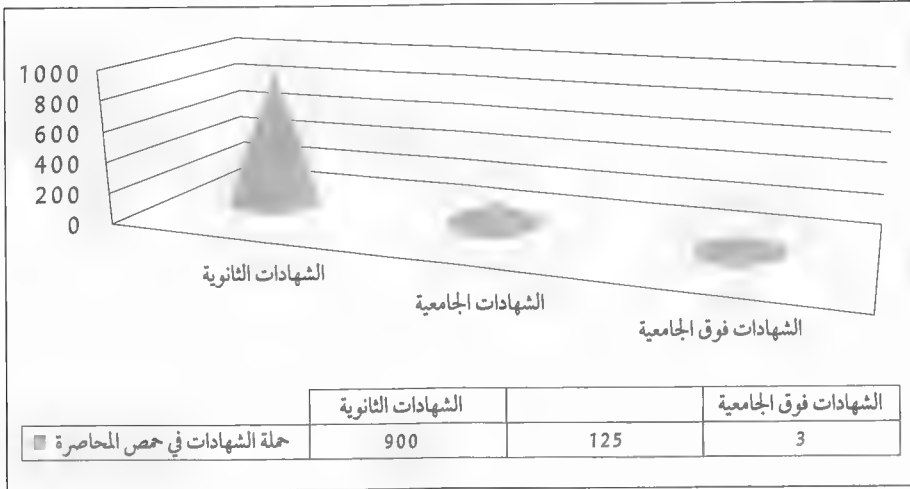 1000
800
600
400
200
0
الشهادات الثانوية
الشهادات الجامعية
الشهادات فوق الجامعية
الشهادات الثانوية الشهادات فوق الجامعية
حملة الشهادات في حمص المحاصرة 900 125 3